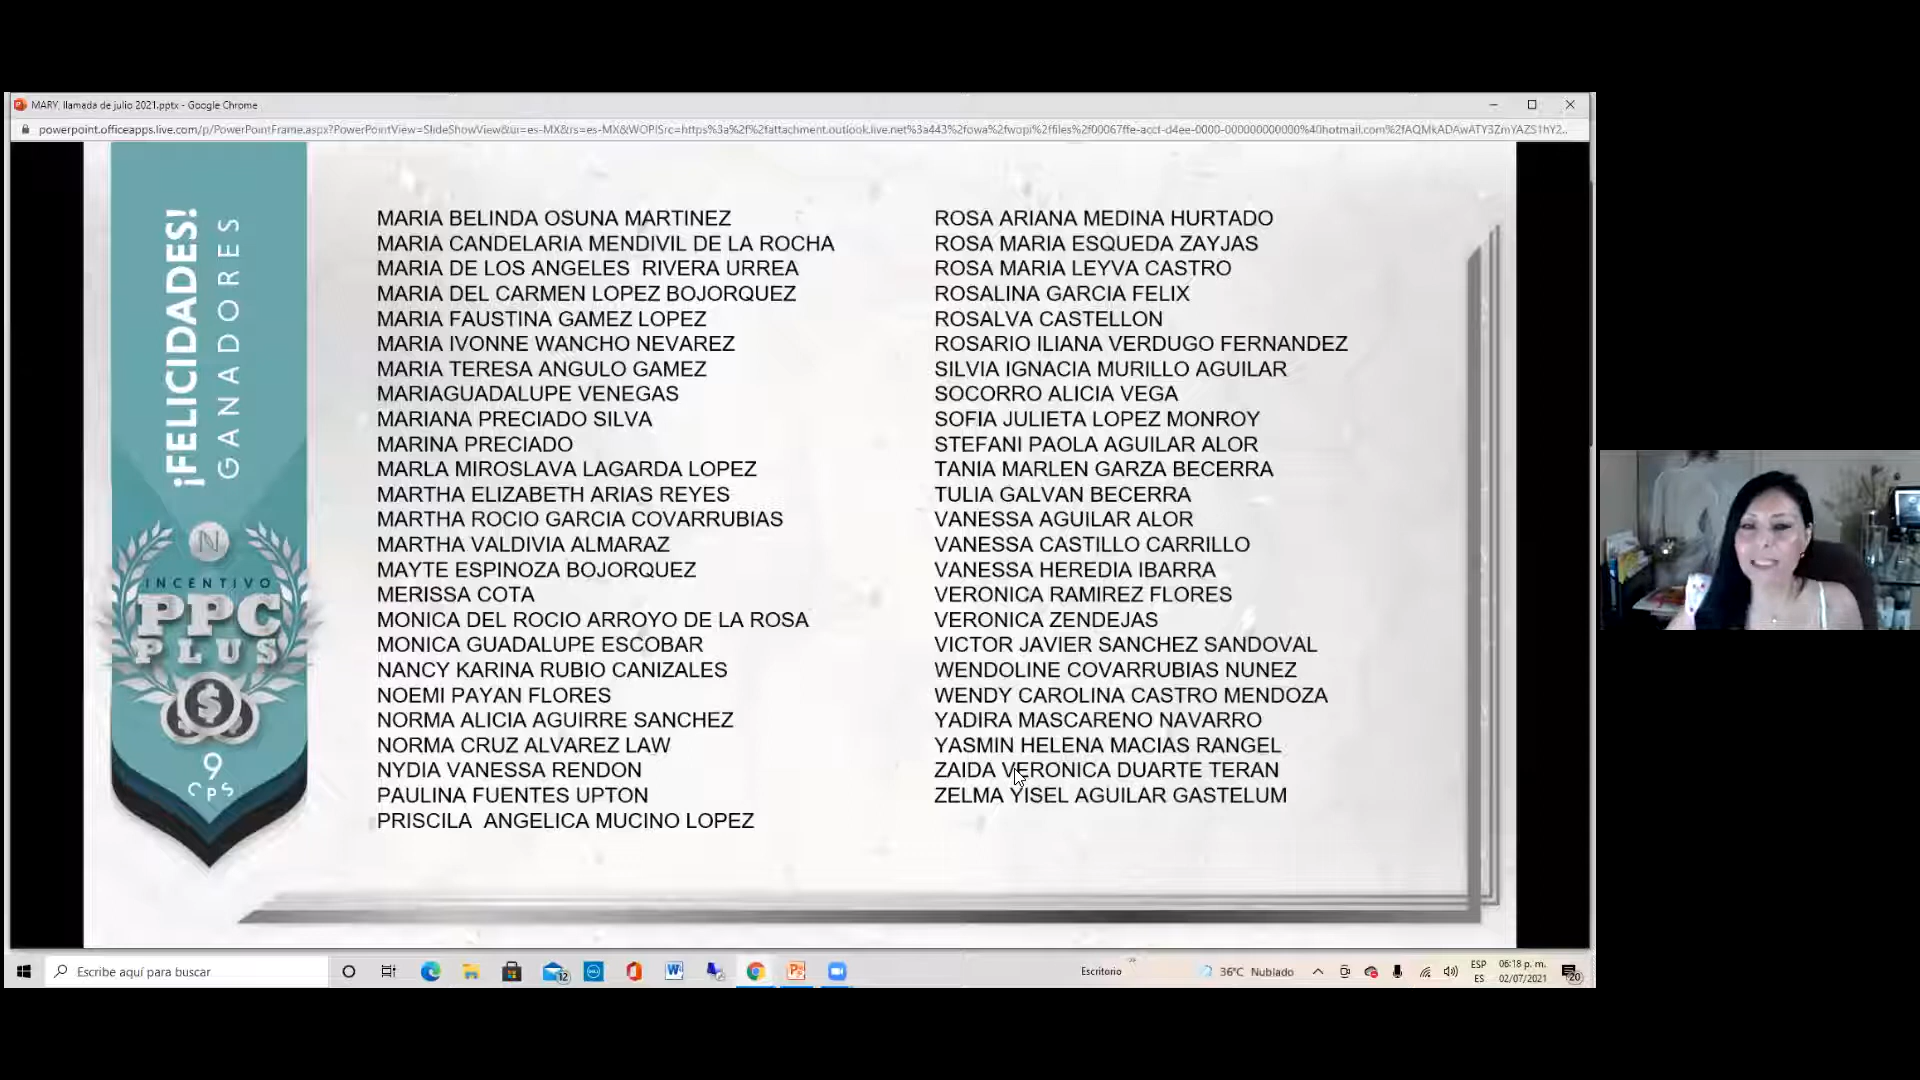 MARY, llamada de julio 2021.pptx - Google Chrome
¡FELICIDADES!
GANADORES
N
INCENTIVO
PPC
PLUS
$
9
CPS
MARIA BELINDA OSUNA MARTINEZ
MARIA CANDELARIA MENDIVIL DE LA ROCHA
MARIA DE LOS ANGELES  RIVERA URREA
MARIA DEL CARMEN LOPEZ BOJORQUEZ
MARIA FAUSTINA GAMEZ LOPEZ
MARIA IVONNE WANCHO NEVAREZ
MARIA TERESA ANGULO GAMEZ
MARIAGUADALUPE VENEGAS
MARIANA PRECIADO SILVA
MARINA PRECIADO
MARLA MIROSLAVA LAGARDA LOPEZ
MARTHA ELIZABETH ARIAS REYES
MARTHA ROCIO GARCIA COVARRUBIAS
MARTHA VALDIVIA ALMARAZ
MAYTE ESPINOZA BOJORQUEZ
MERISSA COTA
MONICA DEL ROCIO ARROYO DE LA ROSA
MONICA GUADALUPE ESCOBAR
NANCY KARINA RUBIO CANIZALES
NOEMI PAYAN FLORES
NORMA ALICIA AGUIRRE SANCHEZ
NORMA CRUZ ALVAREZ LAW
NYDIA VANESSA RENDON
PAULINA FUENTES UPTON
PRISCILA  ANGELICA MUCINO LOPEZ
ROSA ARIANA MEDINA HURTADO
ROSA MARIA ESQUEDA ZAYJAS
ROSA MARIA LEYVA CASTRO
ROSALINA GARCIA FELIX
ROSALVA CASTELLON
ROSARIO ILIANA VERDUGO FERNANDEZ
SILVIA IGNACIA MURILLO AGUILAR
SOCORRO ALICIA VEGA
SOFIA JULIETA LOPEZ MONROY
STEFANI PAOLA AGUILAR ALOR
TANIA MARLEN GARZA BECERRA
TULIA GALVAN BECERRA
VANESSA AGUILAR ALOR
VANESSA CASTILLO CARRILLO
VANESSA HEREDIA IBARRA
VERONICA RAMIREZ FLORES
VERONICA ZENDEJAS
VICTOR JAVIER SANCHEZ SANDOVAL
WENDOLINE COVARRUBIAS NUNEZ
WENDY CAROLINA CASTRO MENDOZA
YADIRA MASCARENO NAVARRO
YASMIN HELENA MACIAS RANGEL
ZAIDA VERONICA DUARTE TERAN
ZELMA YISEL AGUILAR GASTELUM
Escribe aquí para buscar
12
Escritorio
36°C Nublado
ESP
ES
06:18 p. m.
02/07/2021
20